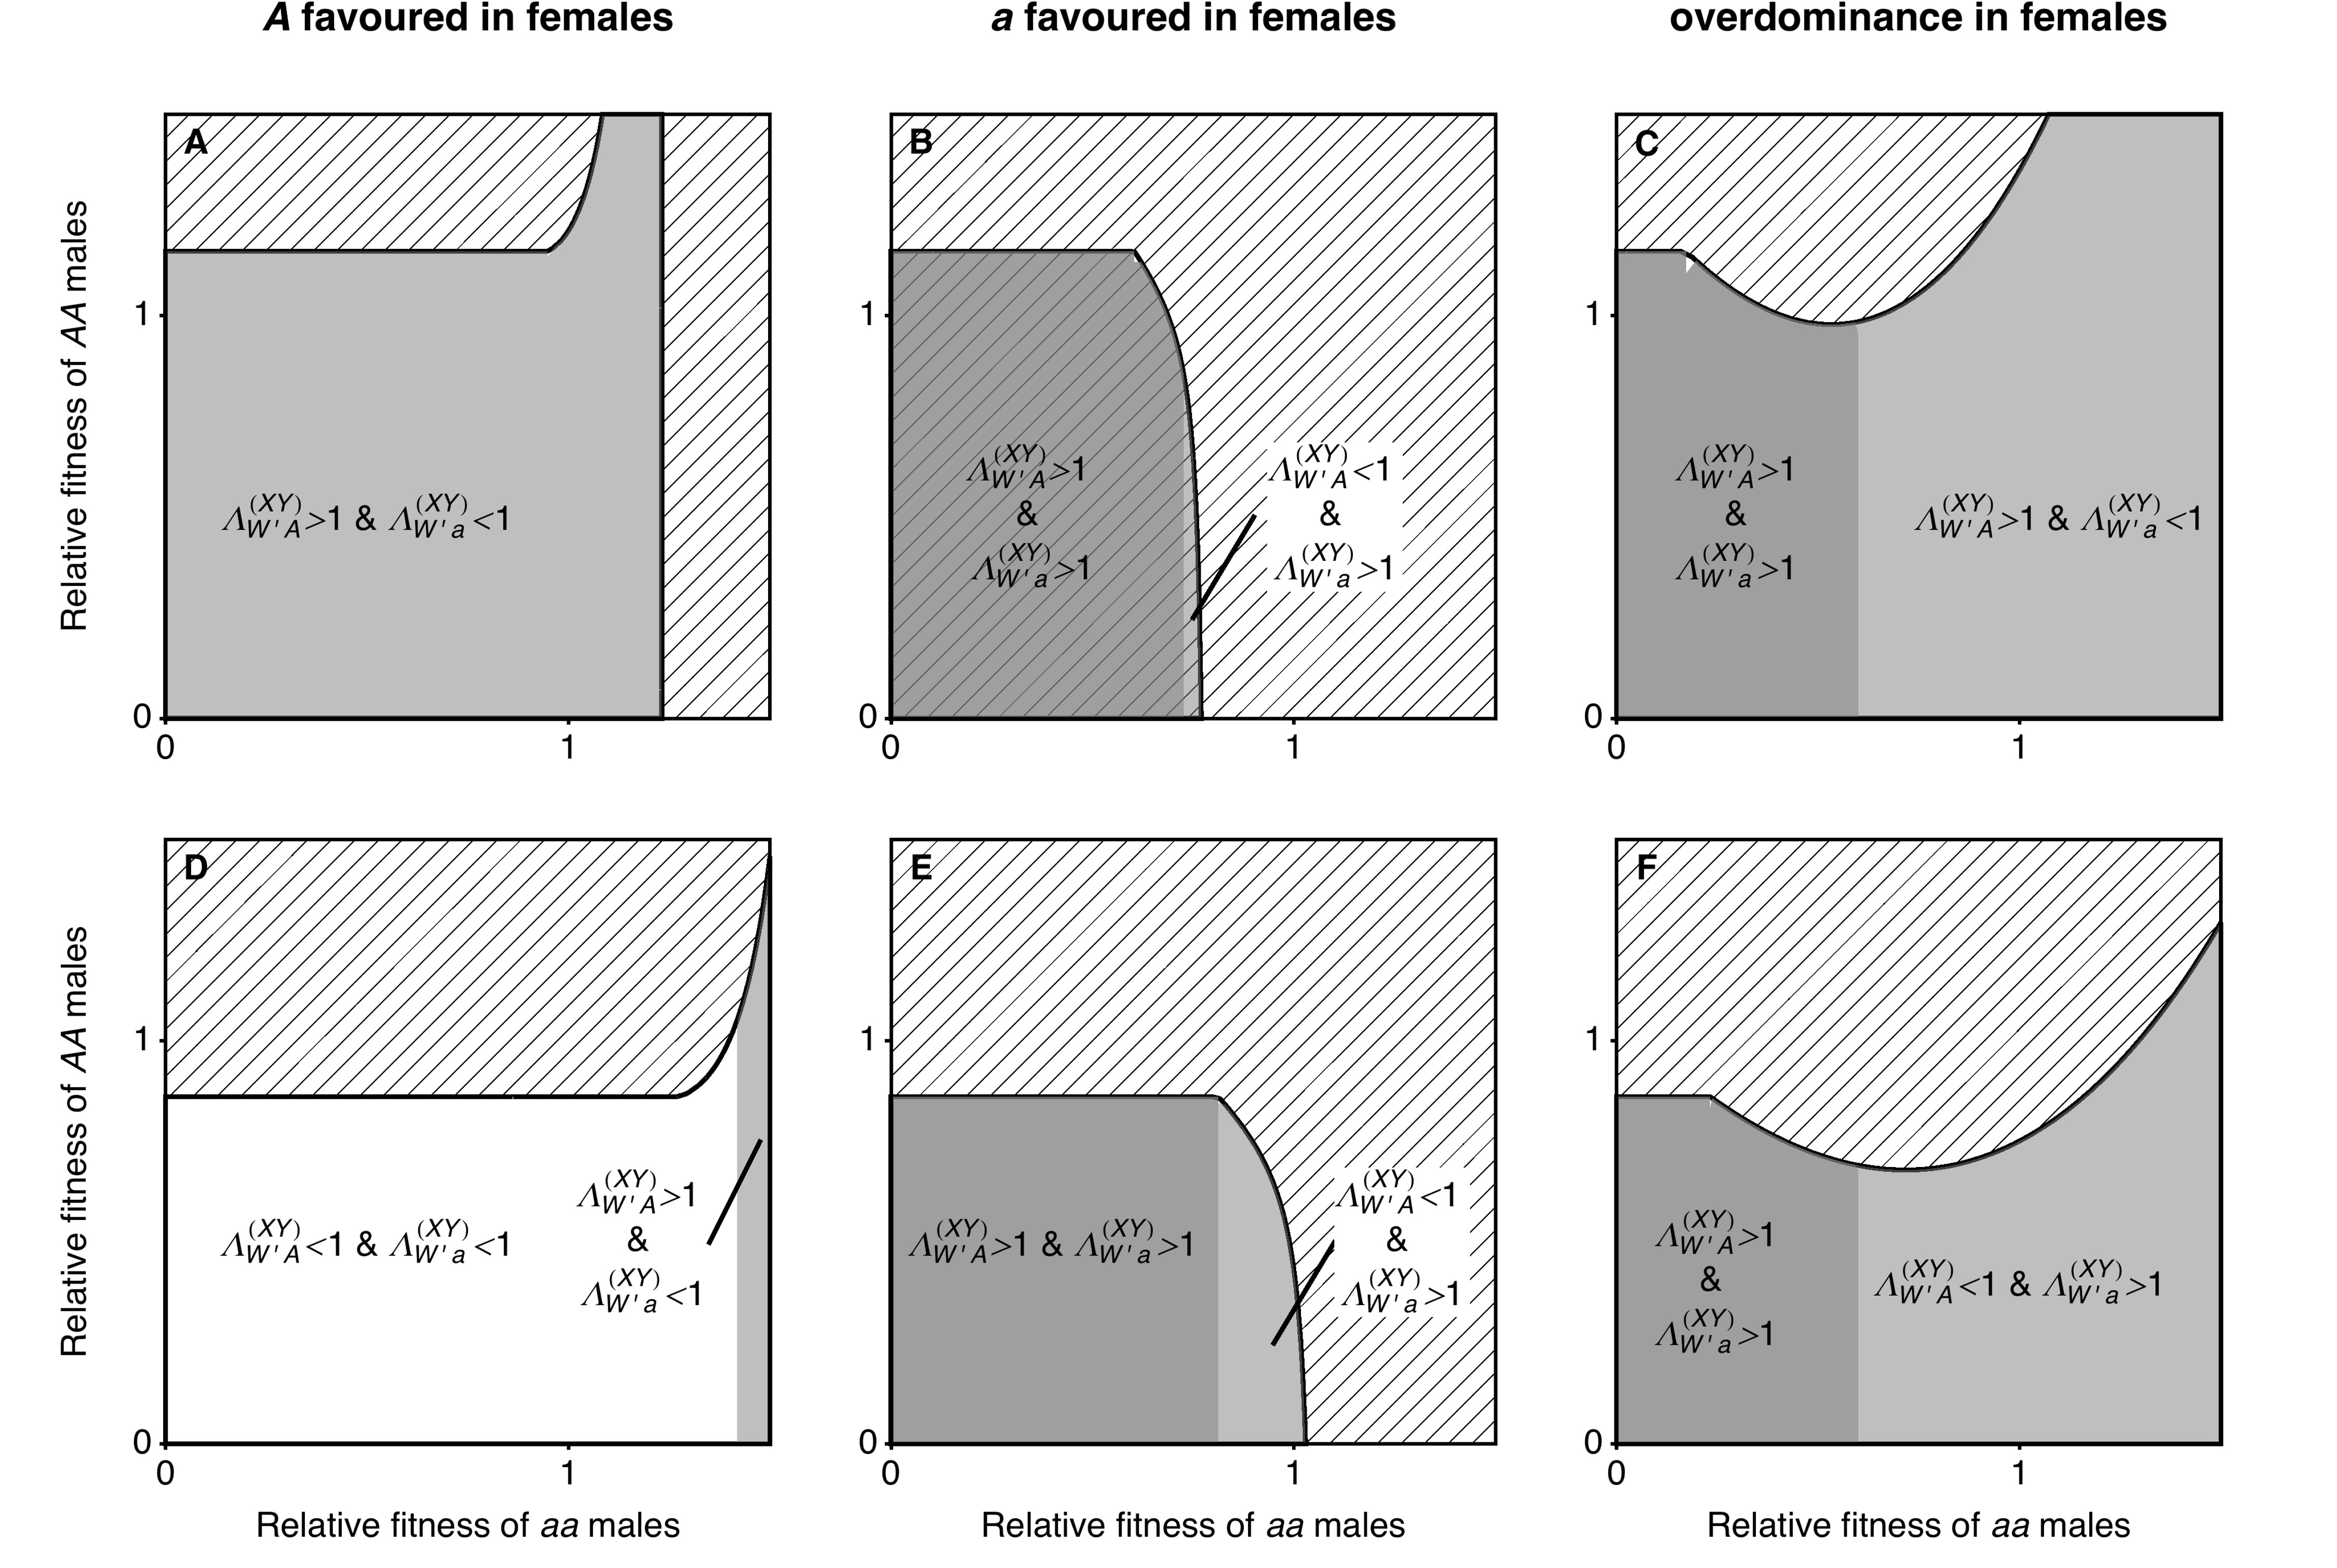 A favoured in females
a favoured in females
overdominance in females
Relative fitness of AA males
A
1
0
0
1
Λ(XY)W'A>1 & Λ(XY)W'a<1
B
1
0
0
1
Λ(XY)W'A>1
&
Λ(XY)W'a>1
Λ(XY)W'A<1
&
Λ(XY)W'a>1
C
1
0
0
1
Λ(XY)W'A>1
&
Λ(XY)W'a>1
Λ(XY)W'A>1 & Λ(XY)W'a<1
Relative fitness of AA males
D
1
0
0
1
Λ(XY)W'A<1 & Λ(XY)W'a<1
Λ(XY)W'A>1
&
Λ(XY)W'a<1
Relative fitness of aa males
E
1
0
0
1
Λ(XY)W'A>1 & Λ(XY)W'a>1
Λ(XY)W'A<1
&
Λ(XY)W'a>1
Relative fitness of aa males
F
1
0
0
1
Λ(XY)W'A>1
&
Λ(XY)W'a>1
Λ(XY)W'A<1 & Λ(XY)W'a>1
Relative fitness of aa males